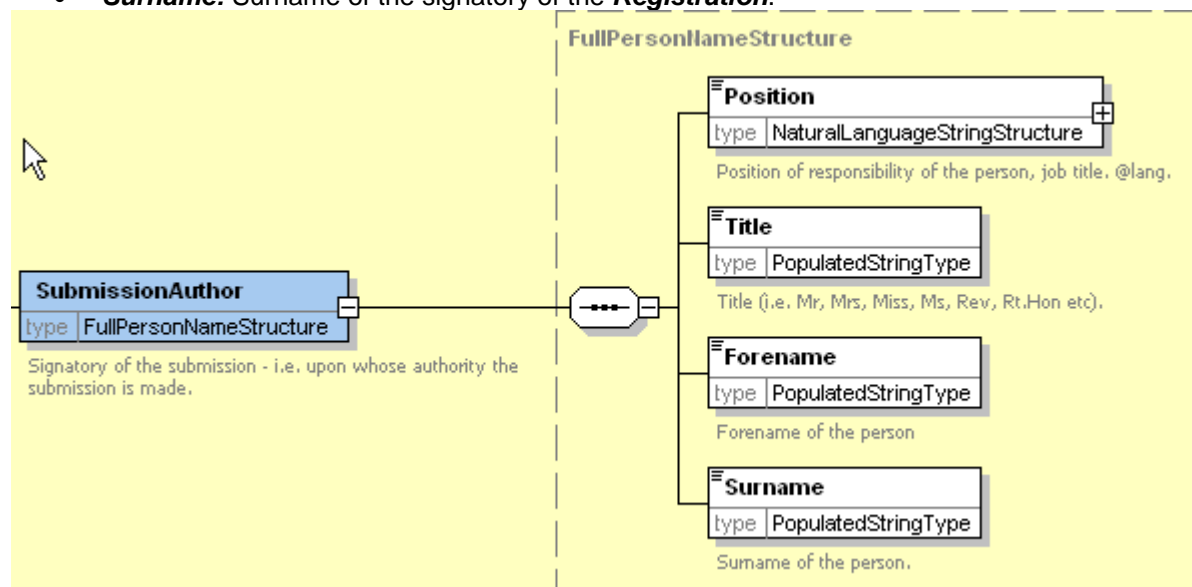 • Surname: Surname of the signatory of the Registration.
FullPersonNameStructure
Position
type NaturalLanguageStringStructure
Position of responsibility of the person, job title. @lang.
Title
type PopulatedStringType
Title (i.e. Mr, Mrs, Miss, Ms, Rev, Rt.Hon etc).
SubmissionAuthor
type FullPersonNameStructure
Signatory of the submission - i.e. upon whose authority the
submission is made.
Forename
type PopulatedStringType
Forename of the person
Surname
type PopulatedStringType
Surname of the person.